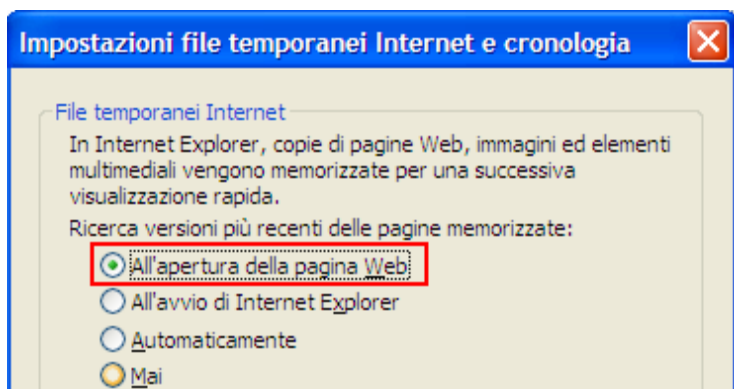 Impostazioni file temporanei Internet e cronologia
File temporanei Internet
In Internet Explorer, copie di pagine Web, immagini ed elementi
multimediali vengono memorizzate per una successiva
visualizzazione rapida.
Ricerca versioni più recenti delle pagine memorizzate:
All'apertura della pagina Web
All'avvio di Internet Explorer
Automaticamente
Mai